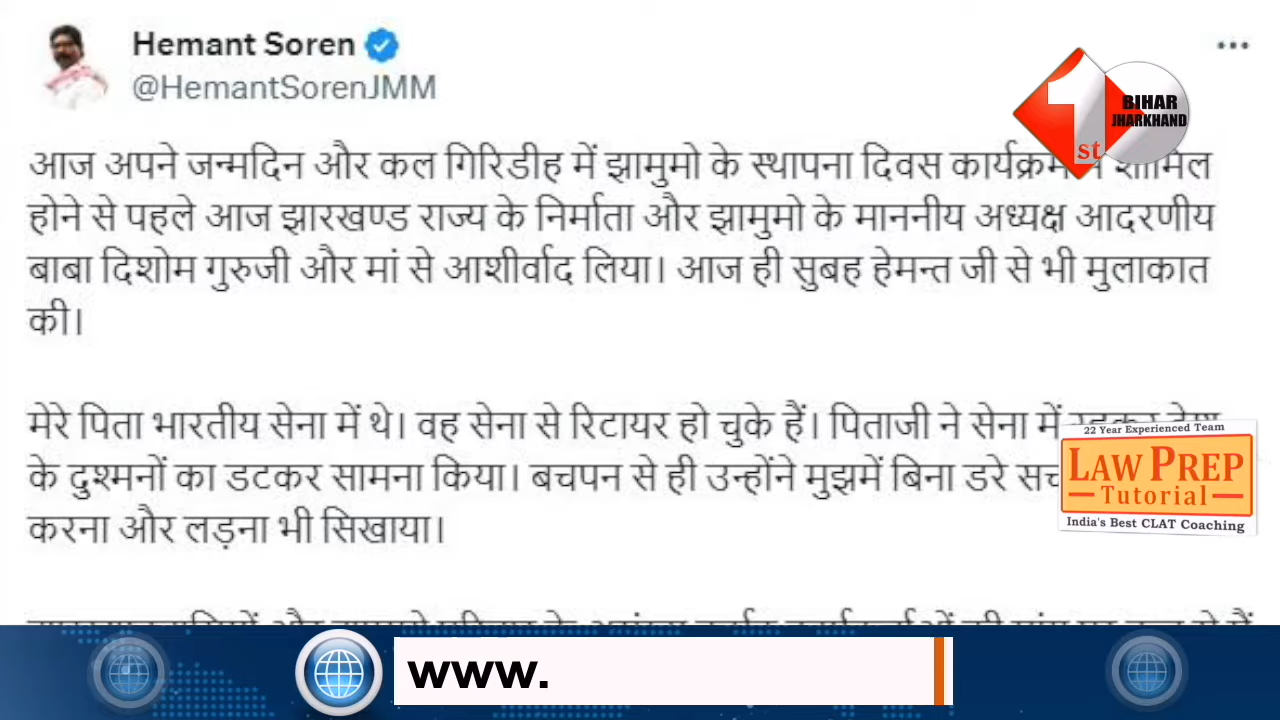 Hemant Soren
@HemantSorenJMM
1st
BIHAR
JHARKHAND
आज अपने जन्मदिन और कल गिरिडीह में झामुमो के स्थापना दिवस कार्यक्रम
होने से पहले आज झारखण्ड राज्य के निर्माता और झामुमो के माननीय अध्यक्ष आदरणीय
बाबा दिशोम गुरुजी और मां से आशीर्वाद लिया। आज ही सुबह हेमन्त जी से भी मुलाकात
की।
मेरे पिता भारतीय सेना में थे। वह सेना से रिटायर हो चुके हैं। पिताजी ने सेना में
के दुश्मनों का डटकर सामना किया। बचपन से ही उन्होंने मुझमें बिना डरे
करना और लड़ना भी सिखाया।
22 Year Experienced Team
LAW PREP
Tutorial
India's Best CLAT Coaching
www.